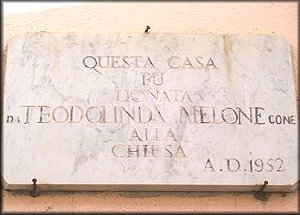 QUESTA CASA
FU
DONATA
DA TEODOLINDA MELONE CONE
ALLA
CHIESA
A.D. 1952